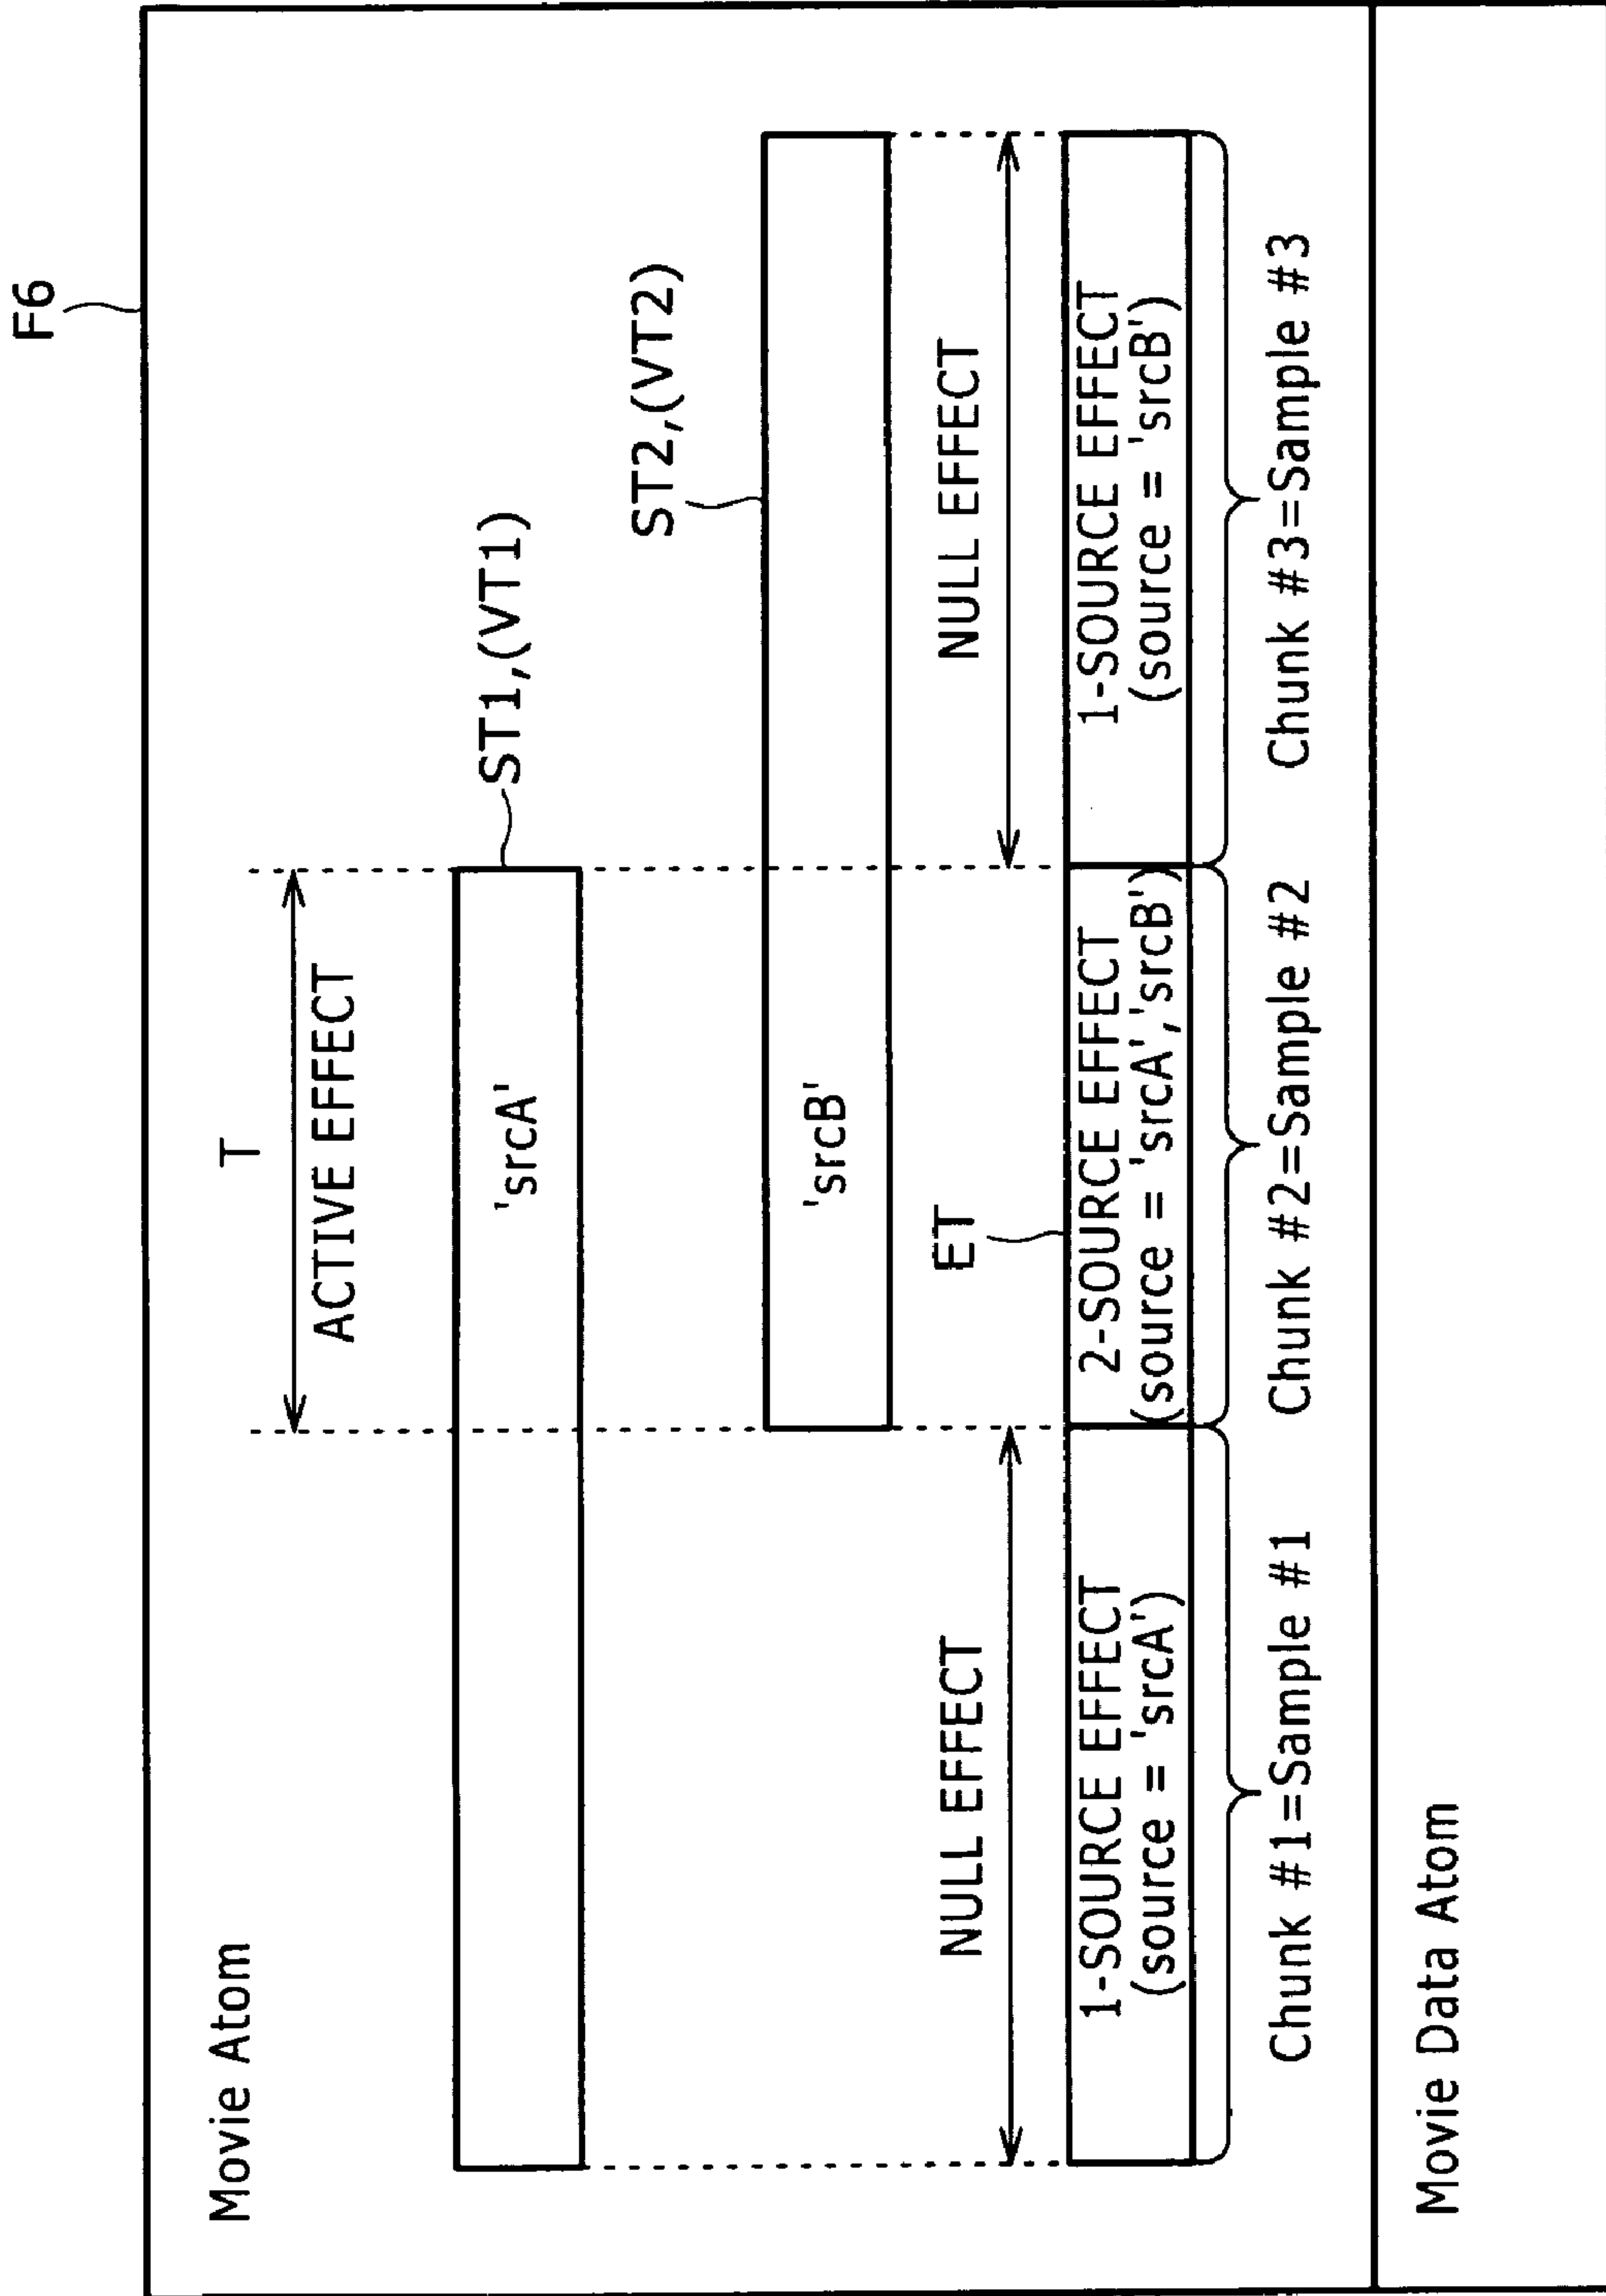 F6
Movie Atom
T
ACTIVE EFFECT
ST1,(VT1)
'srcA'
ST2,(VT2)
'srcB'
NULL EFFECT
ET
NULL EFFECT
1-SOURCE EFFECT
(source = 'srcA')
2-SOURCE EFFECT
(source = 'srcA','srcB')
1-SOURCE EFFECT
(source = 'srcB')
Chunk #1=Sample #1
Chunk #2=Sample #2
Chunk #3=Sample #3
Movie Data Atom